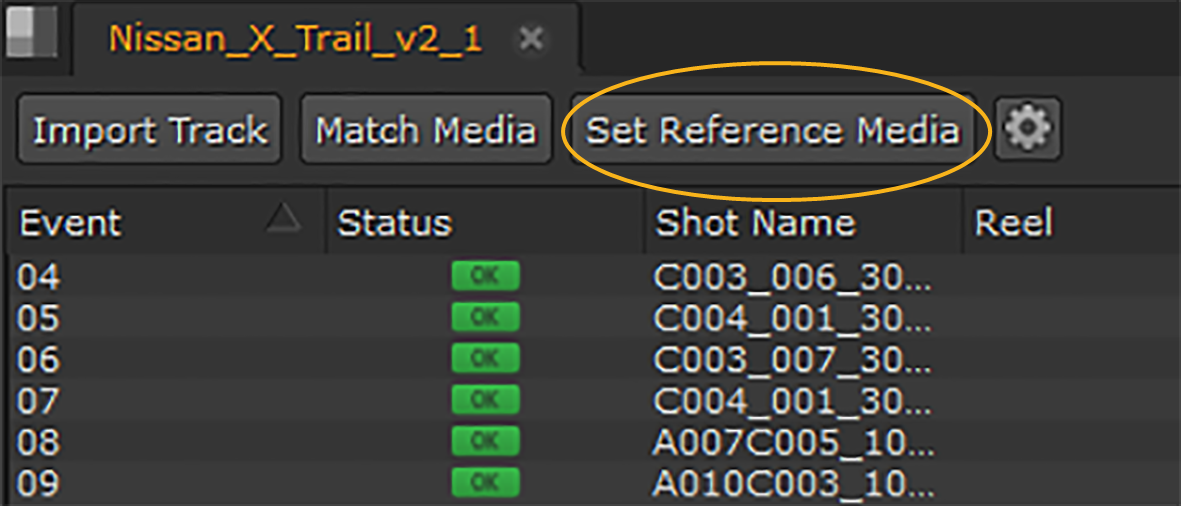 Nissan_X_Trail_v2_1
Import Track Match Media Set Reference Media
Event Status Shot Name Reel
04 OK C003_006_30...
05 OK C004_001_30...
06 OK C003_007_30...
07 OK C004_001_30...
08 OK A007C005_10...
09 OK A010C003_10...